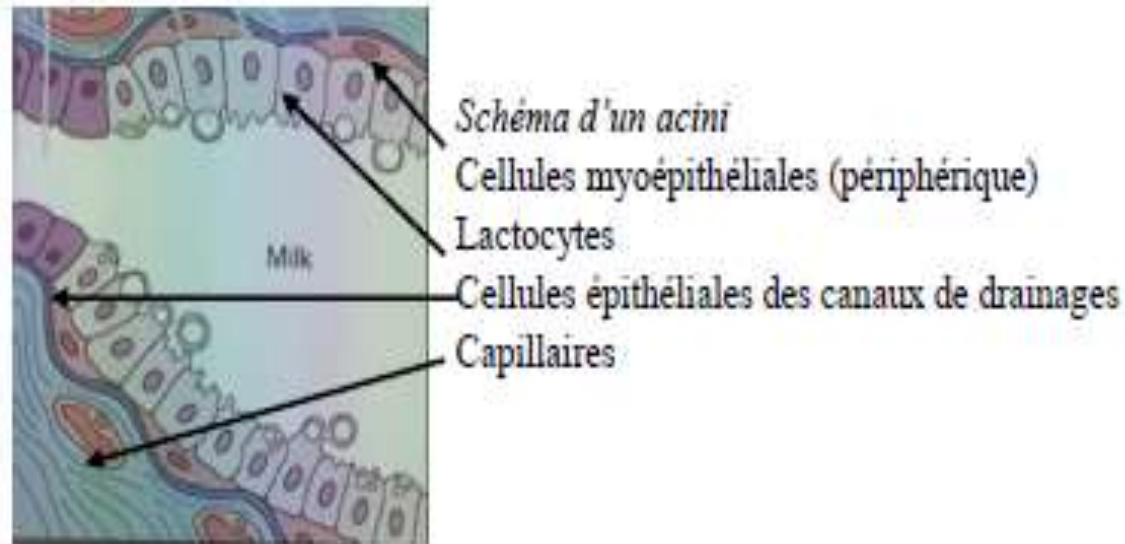 Schéma d'un acini
Cellules myoépithéliales (périphérique)
Lactocytes
Milk
Cellules épithéliales des canaux de drainages
Capillaires